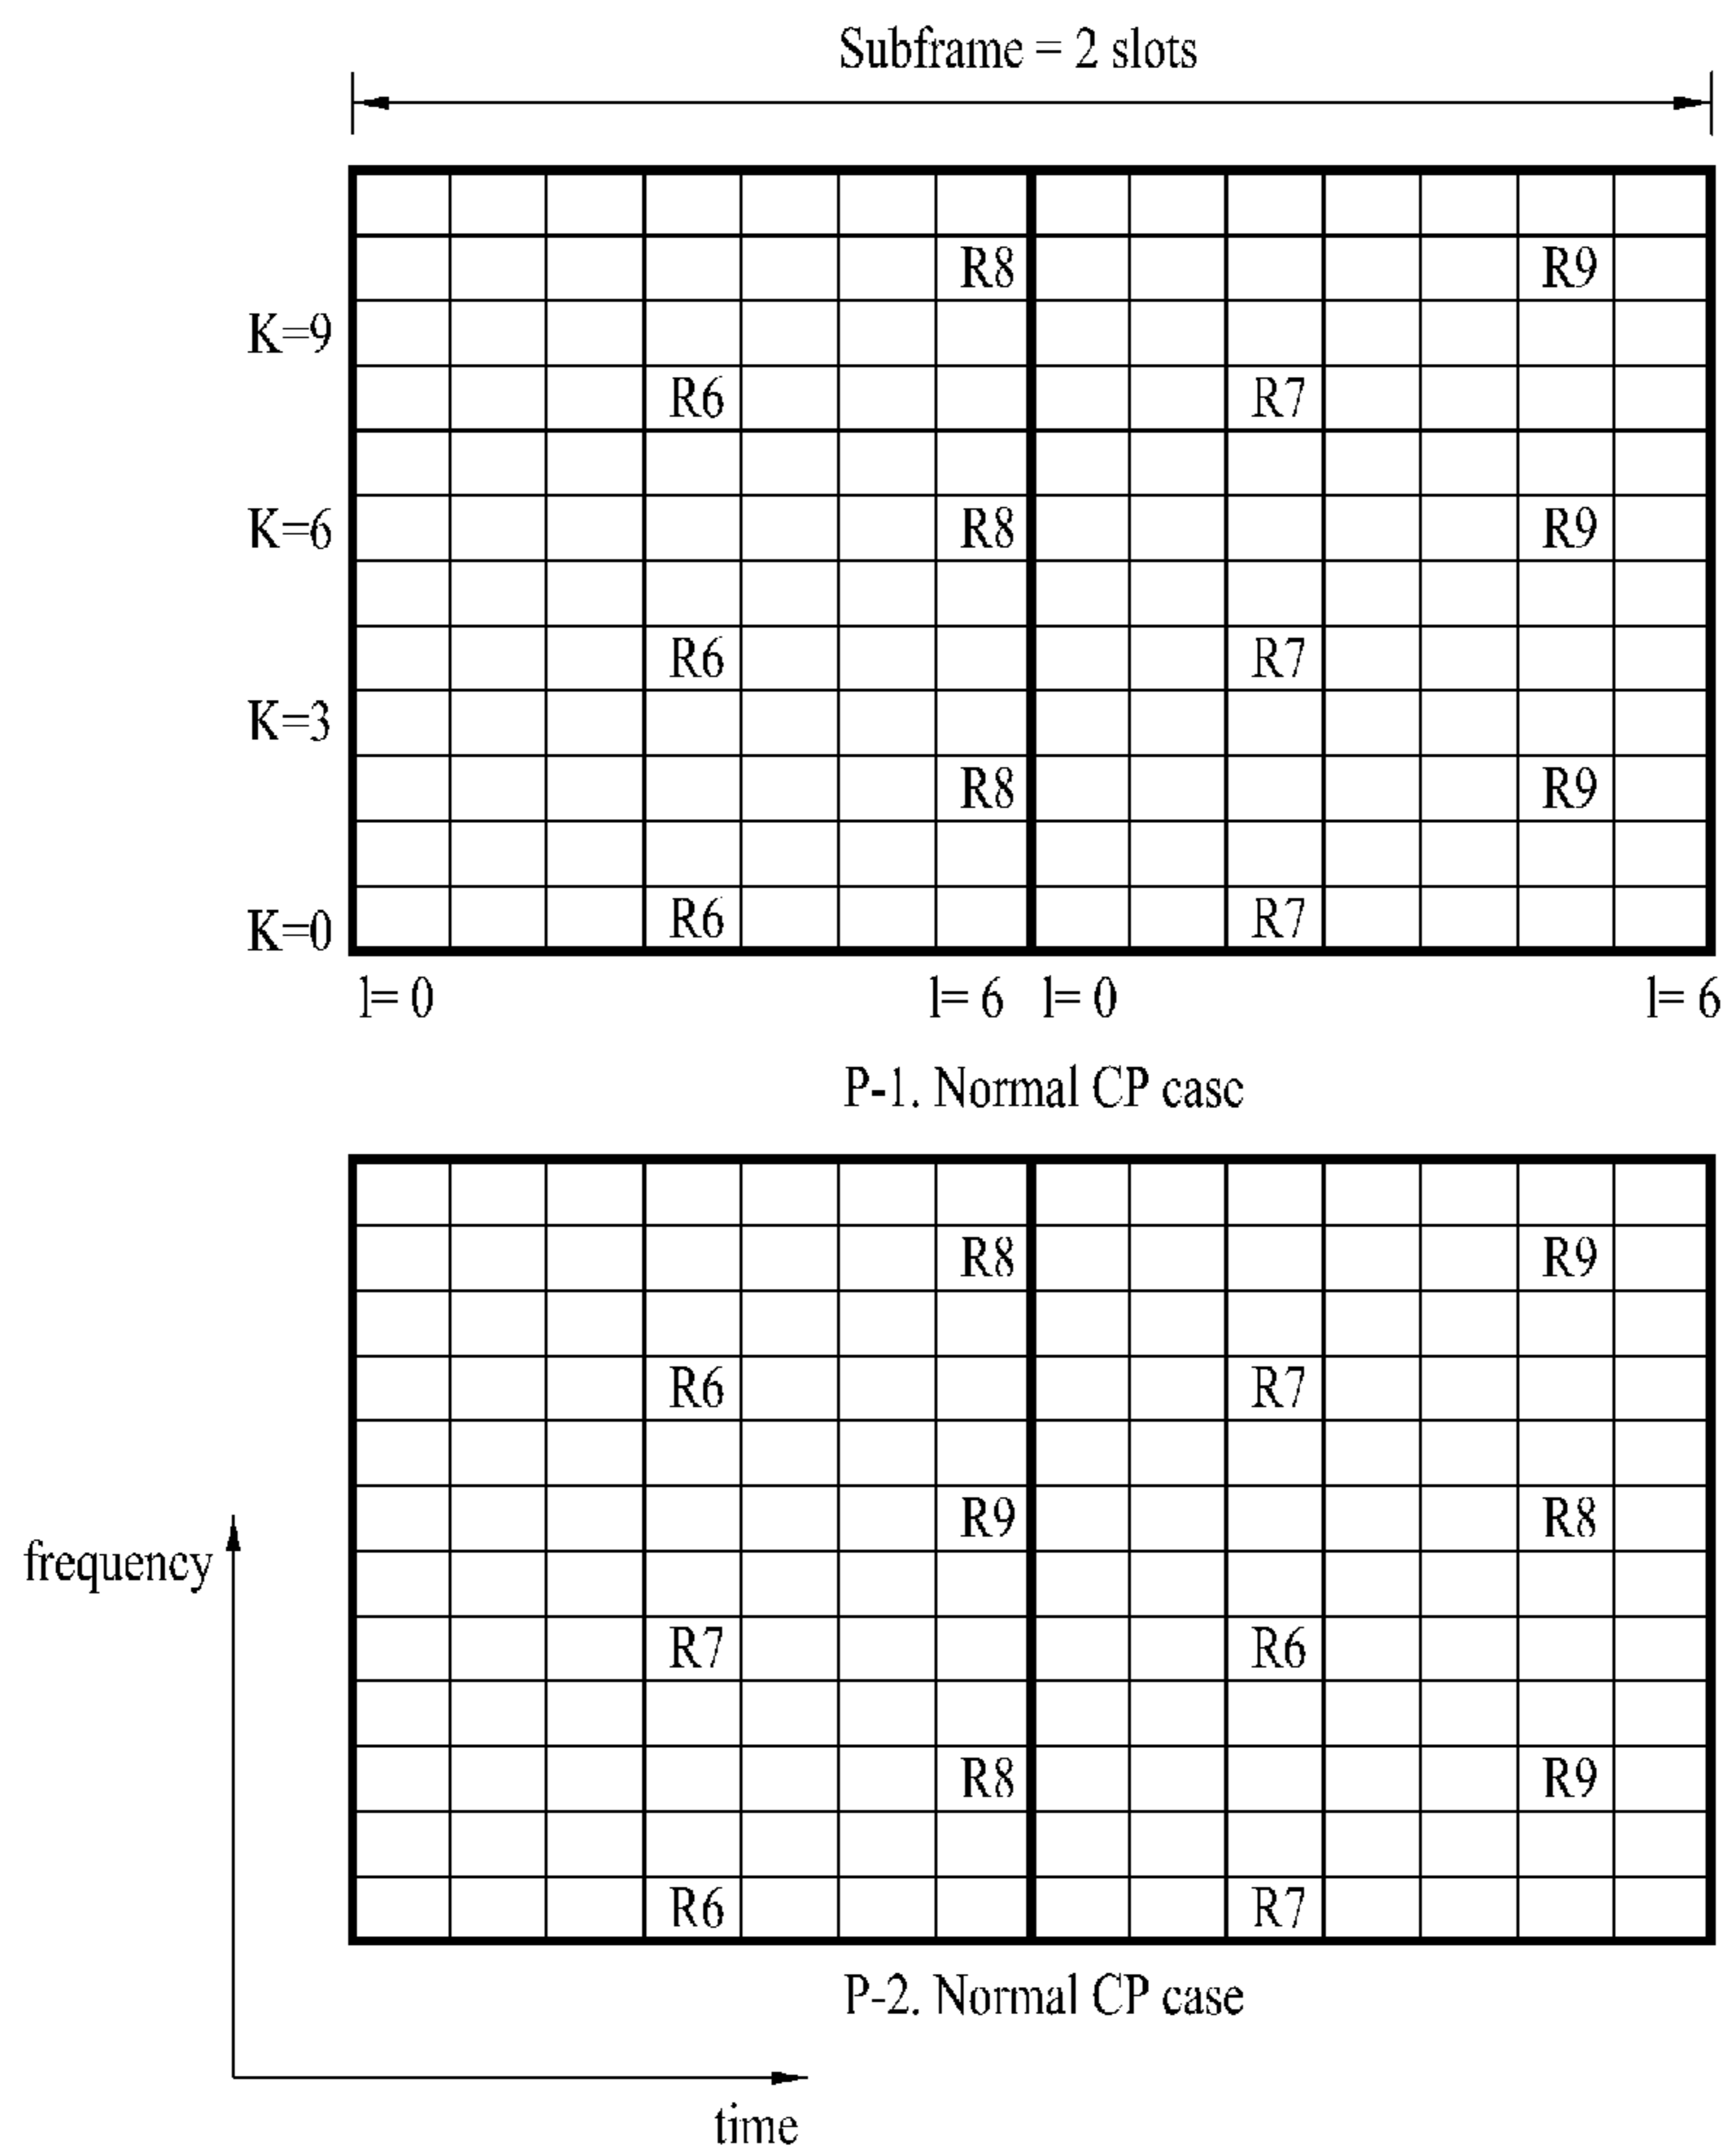 Subframe = 2 slots
R8 R9
K=9
R6 R7
K=6 R8 R9
R6 R7
K=3
R8 R9
K=0 R6 R7
l= 0 l= 6 l= 0 l= 6
P-1. Normal CP casc
R8 R9
R6 R7
R9 R8
frequency
R7 R6
R8 R9
R6 R7
P-2. Normal CP case
time